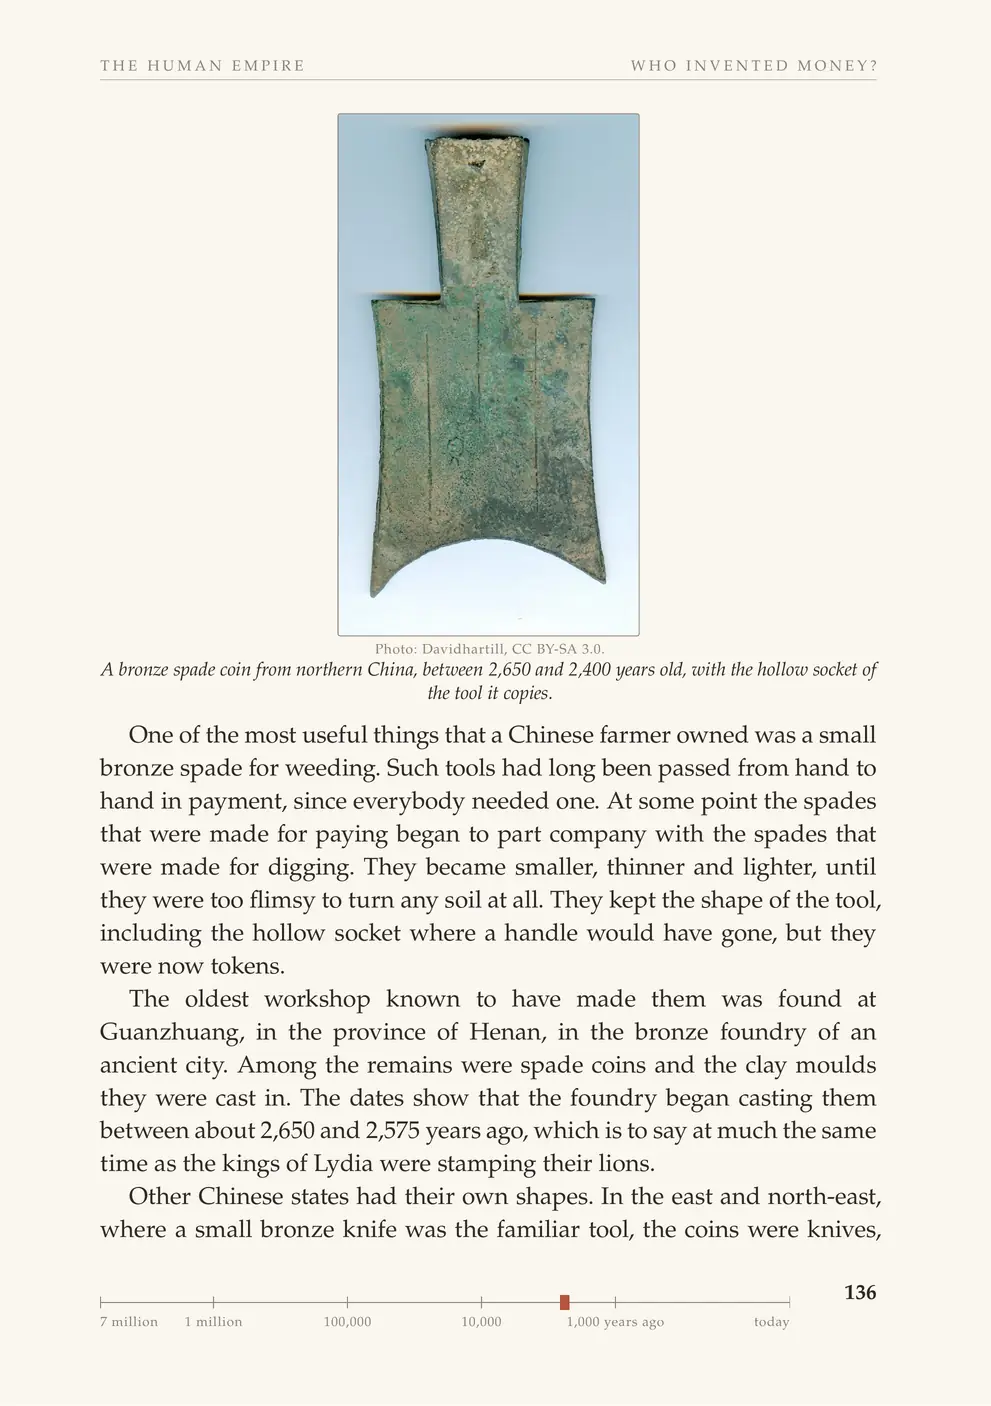 THE HUMAN EMPIRE
WHO INVENTED MONEY?
Photo: Davidhartill, CC BY-SA 3.0.
A bronze spade coin from northern China, between 2,650 and 2,400 years old, with the hollow socket of
the tool it copies.
One of the most useful things that a Chinese farmer owned was a small
bronze spade for weeding. Such tools had long been passed from hand to
hand in payment, since everybody needed one. At some point the spades
that were made for paying began to part company with the spades that
were made for digging. They became smaller, thinner and lighter, until
they were too flimsy to turn any soil at all. They kept the shape of the tool,
including the hollow socket where a handle would have gone, but they
were now tokens.
The oldest workshop known to have made them was found at
Guanzhuang, in the province of Henan, in the bronze foundry of an
ancient city. Among the remains were spade coins and the clay moulds
they were cast in. The dates show that the foundry began casting them
between about 2,650 and 2,575 years ago, which is to say at much the same
time as the kings of Lydia were stamping their lions.
Other Chinese states had their own shapes. In the east and north-east,
where a small bronze knife was the familiar tool, the coins were knives,
136
7 million 1 million 100,000 10,000 1,000 years ago today